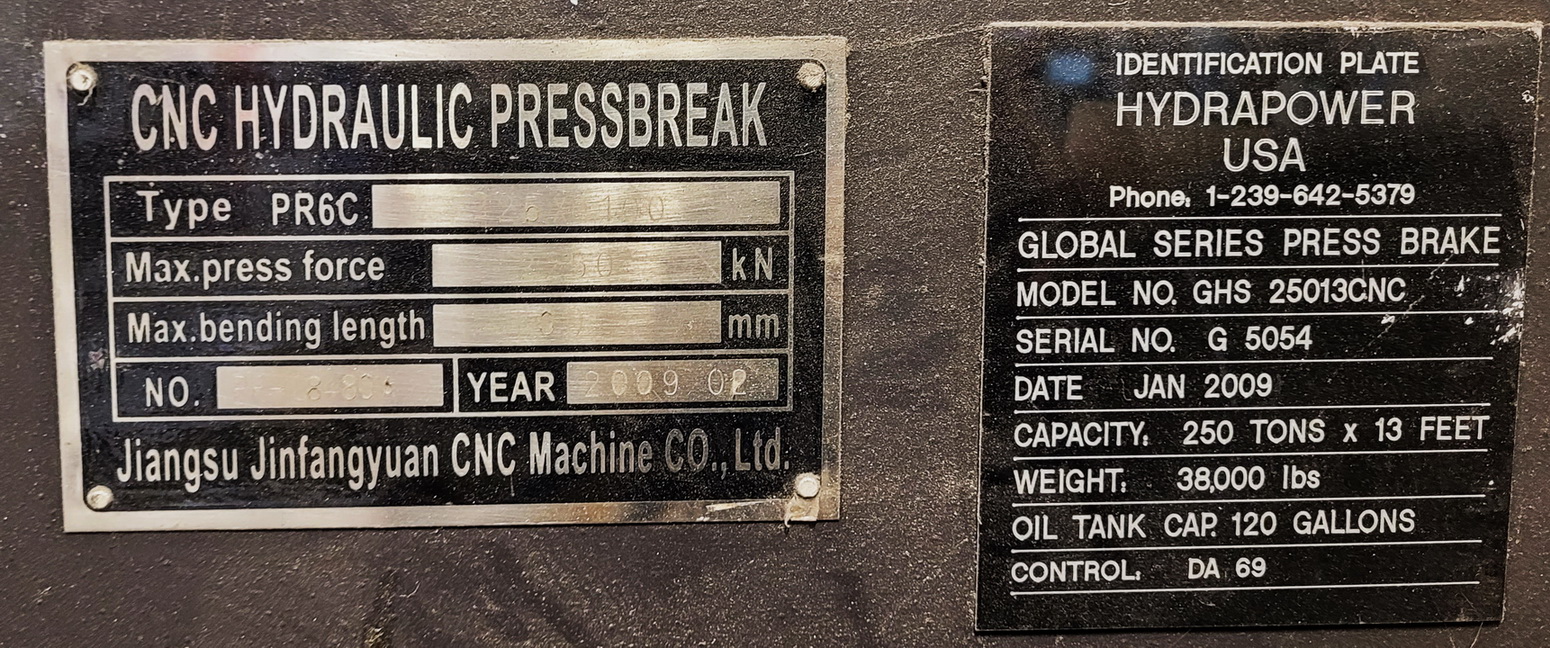 CNC HYDRAULIC PRESSBREAK
Type PR6C
Max.press force kN
Max.bending length mm
NO. YEAR 2009 02
Jiangsu Jinfangyuan CNC Machine CO.,Ltd.
IDENTIFICATION PLATE
HYDRAPOWER
USA
Phone: 1-239-642-5379
GLOBAL SERIES PRESS BRAKE
MODEL NO. GHS 25013CNC
SERIAL NO. G 5054
DATE JAN 2009
CAPACITY: 250 TONS x 13 FEET
WEIGHT: 38,000 lbs
OIL TANK CAP. 120 GALLONS
CONTROL: DA 69